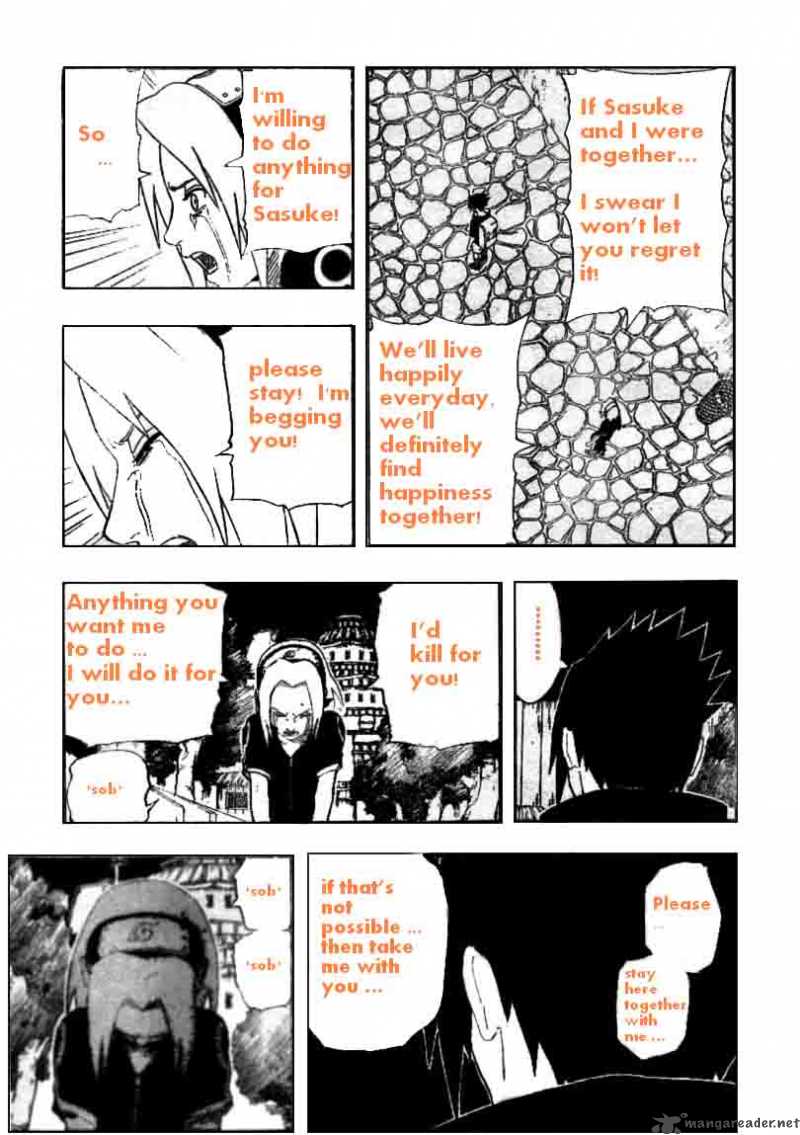 If Sasuke
and I were
together...
I swear I
won't let
you regret
it!
We'll live
happily
everyday,
we'll
definitely
find
happiness
together!
I'm
willing
to do
anything
for
Sasuke!
So
...
please
stay! I'm
begging
you!
..........
I'd
kill for
you!
Anything you
want me
to do ...
I will do it for
you...
'sob'
Please
...
stay
here
together
with
me ...
if that's
not
possible ...
then take
me with
you ...
'sob'
'sob'
mangareader.net